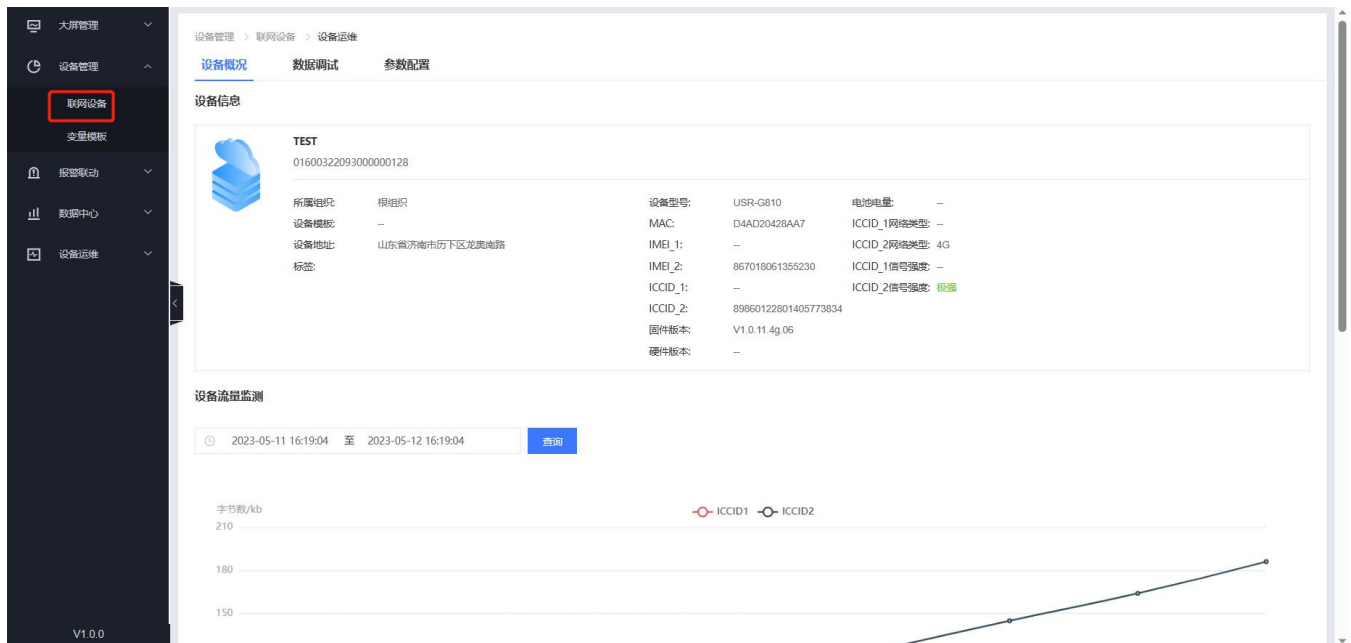 大屏管理
设备管理
联网设备
变量模板
报警联动
数据中心
设备运维
V1.0.0
设备管理 > 联网设备 > 设备运维
设备概况 数据调试 参数配置
设备信息
TEST
01600322093000000128
所属组织: 根组织
设备模板: --
设备地址: 山东省济南市历下区龙奥南路
标签:
设备型号: USR-G810
MAC: D4AD20428AA7
IMEI_1: --
IMEI_2: 867018061355230
ICCID_1: --
ICCID_2: 89860122801405773834
固件版本: V1.0.11.4g.06
硬件版本: --
电池电量: --
ICCID_1网络类型: --
ICCID_2网络类型: 4G
ICCID_1信号强度: --
ICCID_2信号强度: 极强
设备流量监测
2023-05-11 16:19:04 至 2023-05-12 16:19:04 查询
字节数/kb
ICCID1 ICCID2
210
180
150